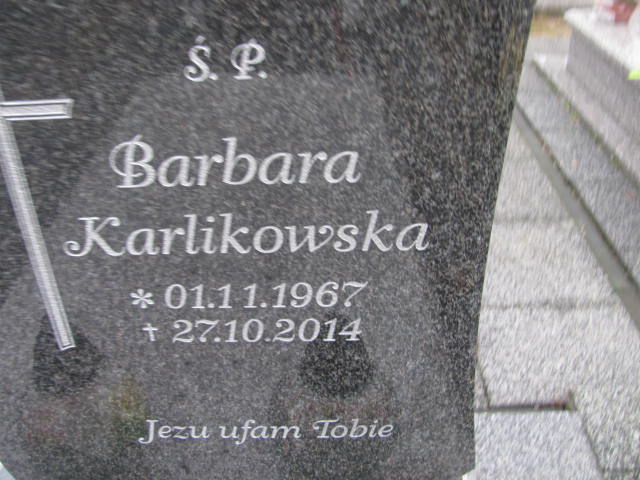 Ś. P.
Barbara
Karlikowska
* 01.11.1967
† 27.10.2014
Jezu ufam Tobie